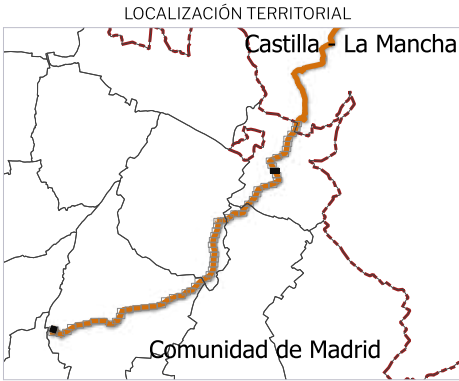 LOCALIZACIÓN TERRITORIAL
Castilla - La Mancha
Comunidad de Madrid